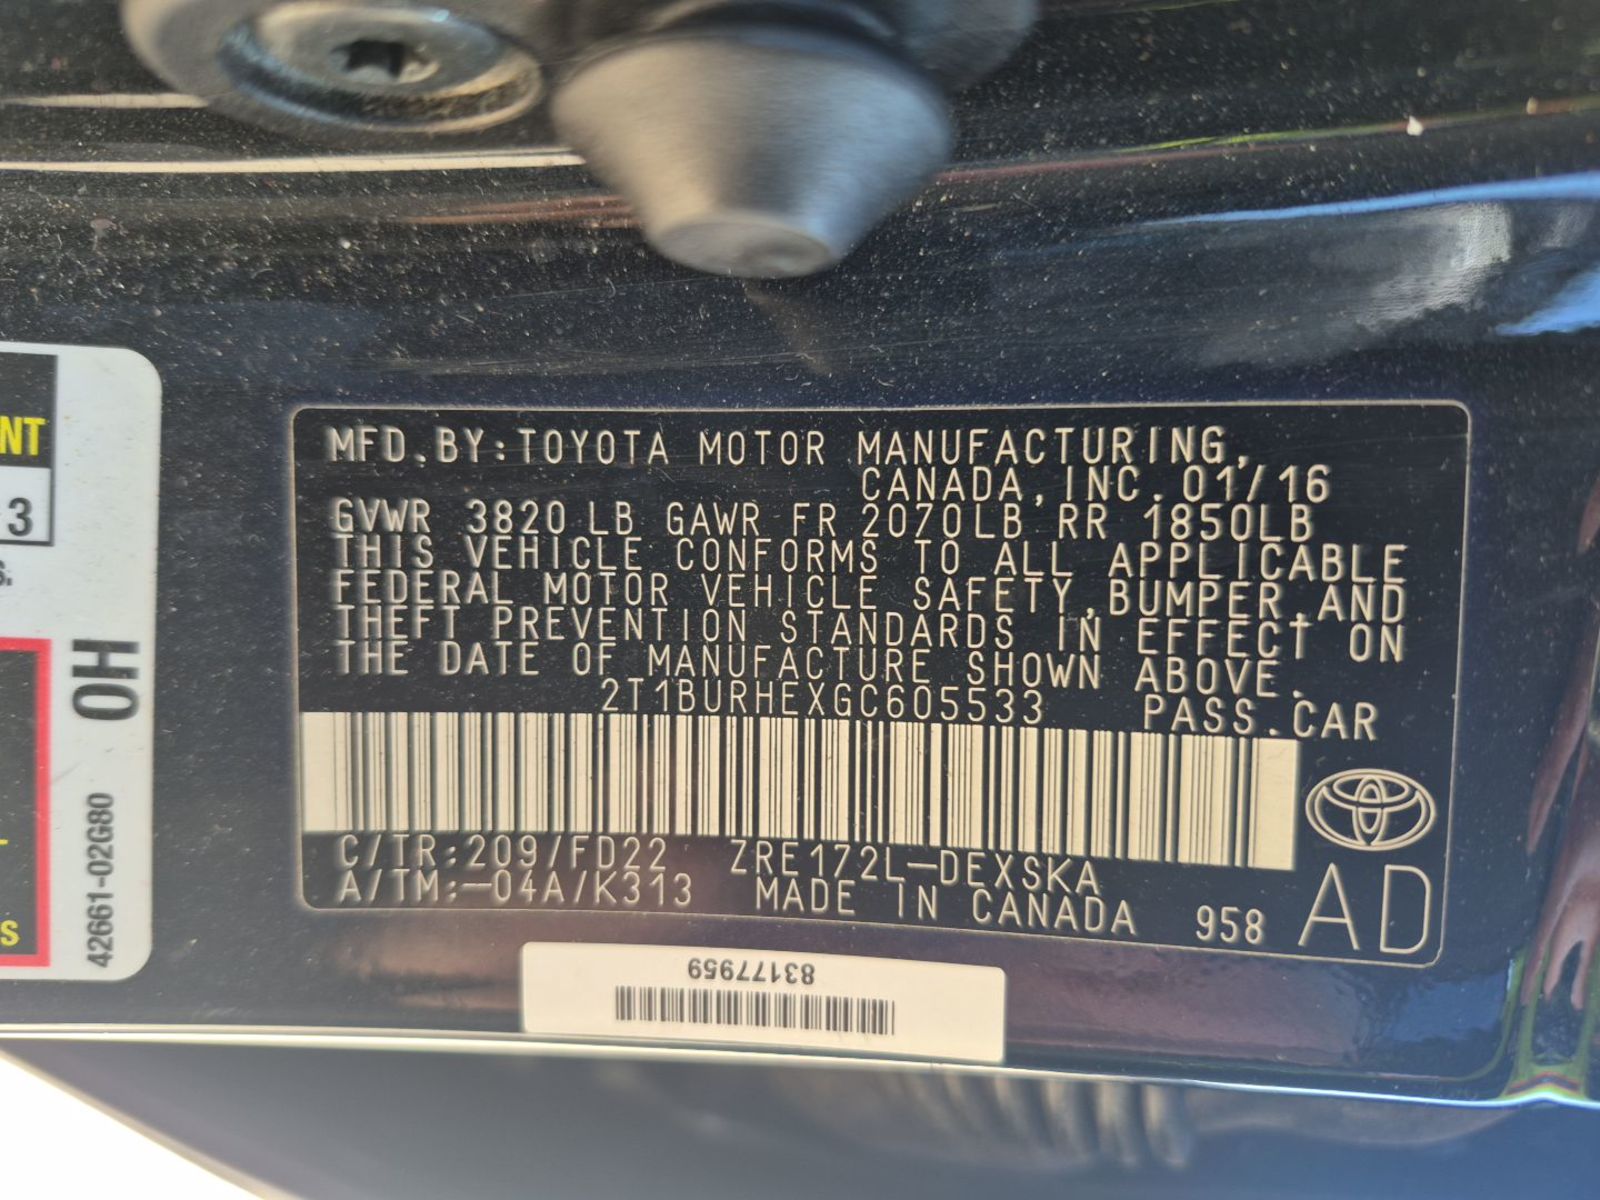 NT
3
S.
OH
42661-02G80
S
MFD.BY:TOYOTA MOTOR MANUFACTURING,
CANADA,INC.01/16
GVWR 3820LB GAWR FR 2070LB RR 1850LB
THIS VEHICLE CONFORMS TO ALL APPLICABLE
FEDERAL MOTOR VEHICLE SAFETY,BUMPER,AND
THEFT PREVENTION STANDARDS IN EFFECT ON
THE DATE OF MANUFACTURE SHOWN ABOVE.
2T1BURHEXGC605533 PASS.CAR
C/TR:209/FD22 ZRE172L-DEXSKA
A/TM:-04A/K313 MADE IN CANADA 958 AD
83177959